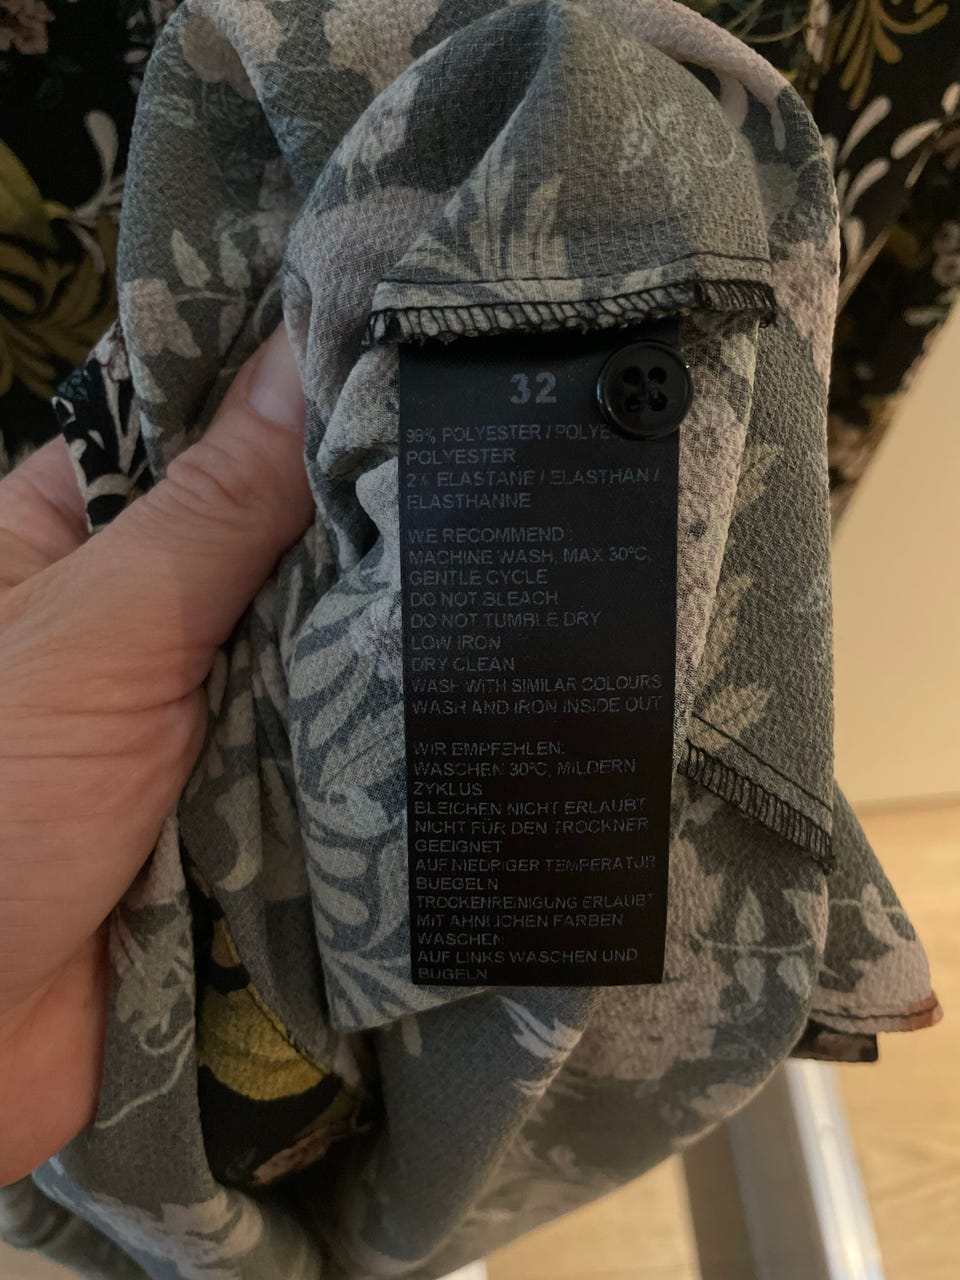 32
98% POLYESTER / POLYE
POLYESTER
2% ELASTANE / ELASTHAN /
ELASTHANNE
WE RECOMMEND:
MACHINE WASH, MAX 30°C,
GENTLE CYCLE
DO NOT BLEACH
DO NOT TUMBLE DRY
LOW IRON
DRY CLEAN
WASH WITH SIMILAR COLOURS
WASH AND IRON INSIDE OUT
WIR EMPFEHLEN:
WASCHEN 30°C, MILDERN
ZYKLUS
BLEICHEN NICHT ERLAUBT
NICHT FÜR DEN TROCKNER
GEEIGNET
AUF NIEDRIGER TEMPERATUR
BUEGELN
TROCKENREINIGUNG ERLAUBT
MIT AHNLICHEN FARBEN
WASCHEN
AUF LINKS WASCHEN UND
BUGELN